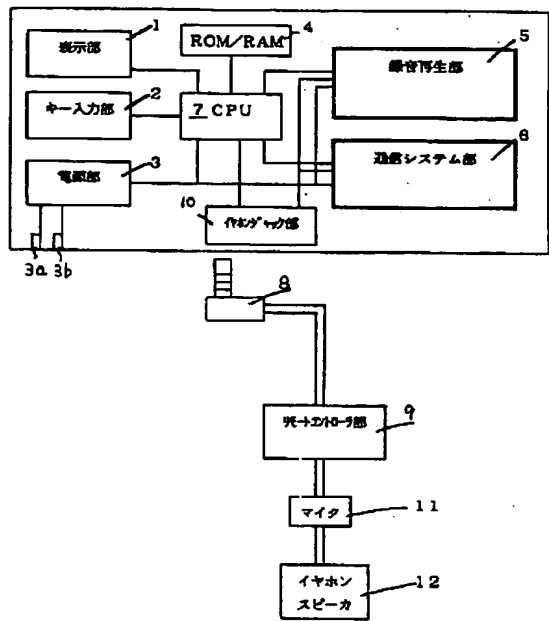 1
表示部
ROM/RAM
4
5
録音再生部
2
キー入力部
7 CPU
6
通信システム部
3
電源部
10
イヤホンジャック部
3a
3b
8
リモートコントローラ部
9
マイク
11
イヤホン
スピーカ
12